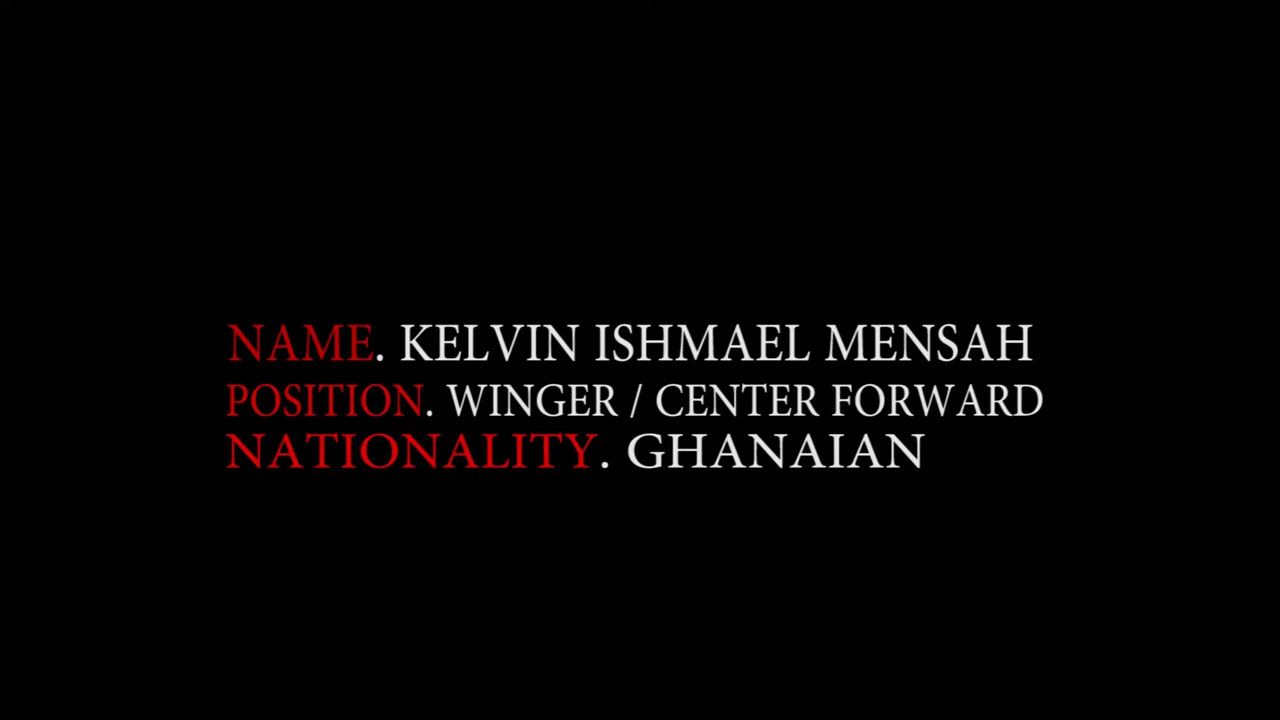 NAME. KELVIN ISHMAEL MENSAH
POSITION. WINGER / CENTER FORWARD
NATIONALITY. GHANAIAN